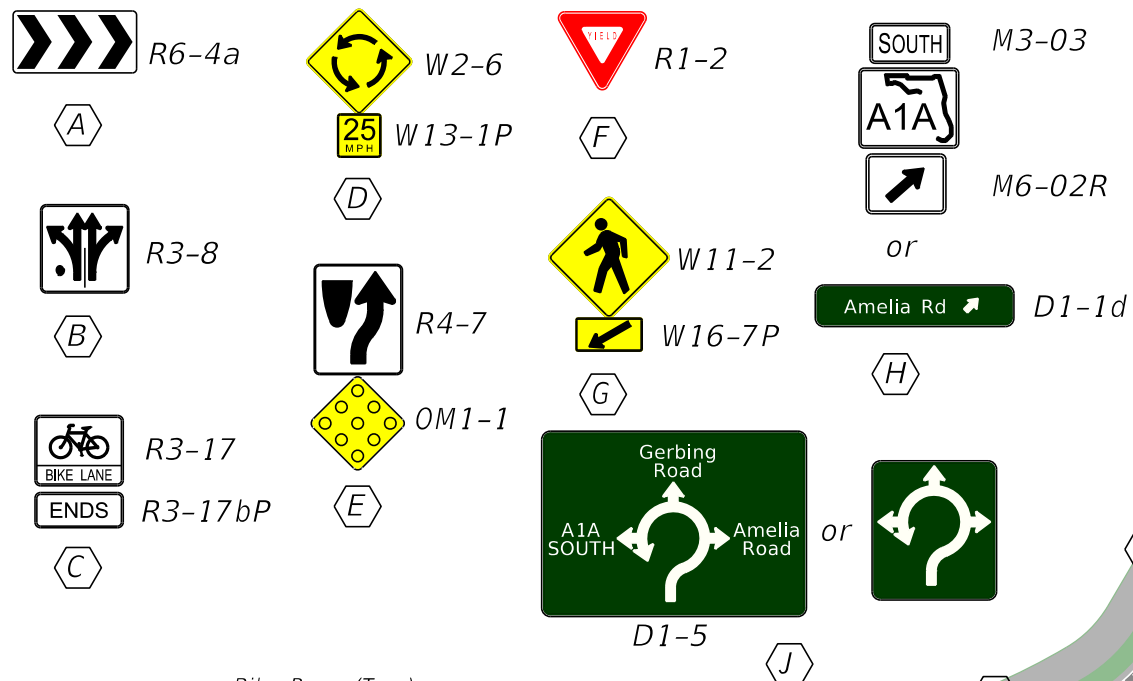 R6-4a
A
R3-8
B
BIKE LANE
R3-17
ENDS
R3-17bP
C
W2-6
25
MPH
W13-1P
D
R4-7
OM1-1
E
YIELD
R1-2
F
W11-2
W16-7P
G
SOUTH
M3-03
A1A
M6-02R
or
Amelia Rd
D1-1d
H
Gerbing
Road
A1A
SOUTH
Amelia
Road
or
D1-5
J